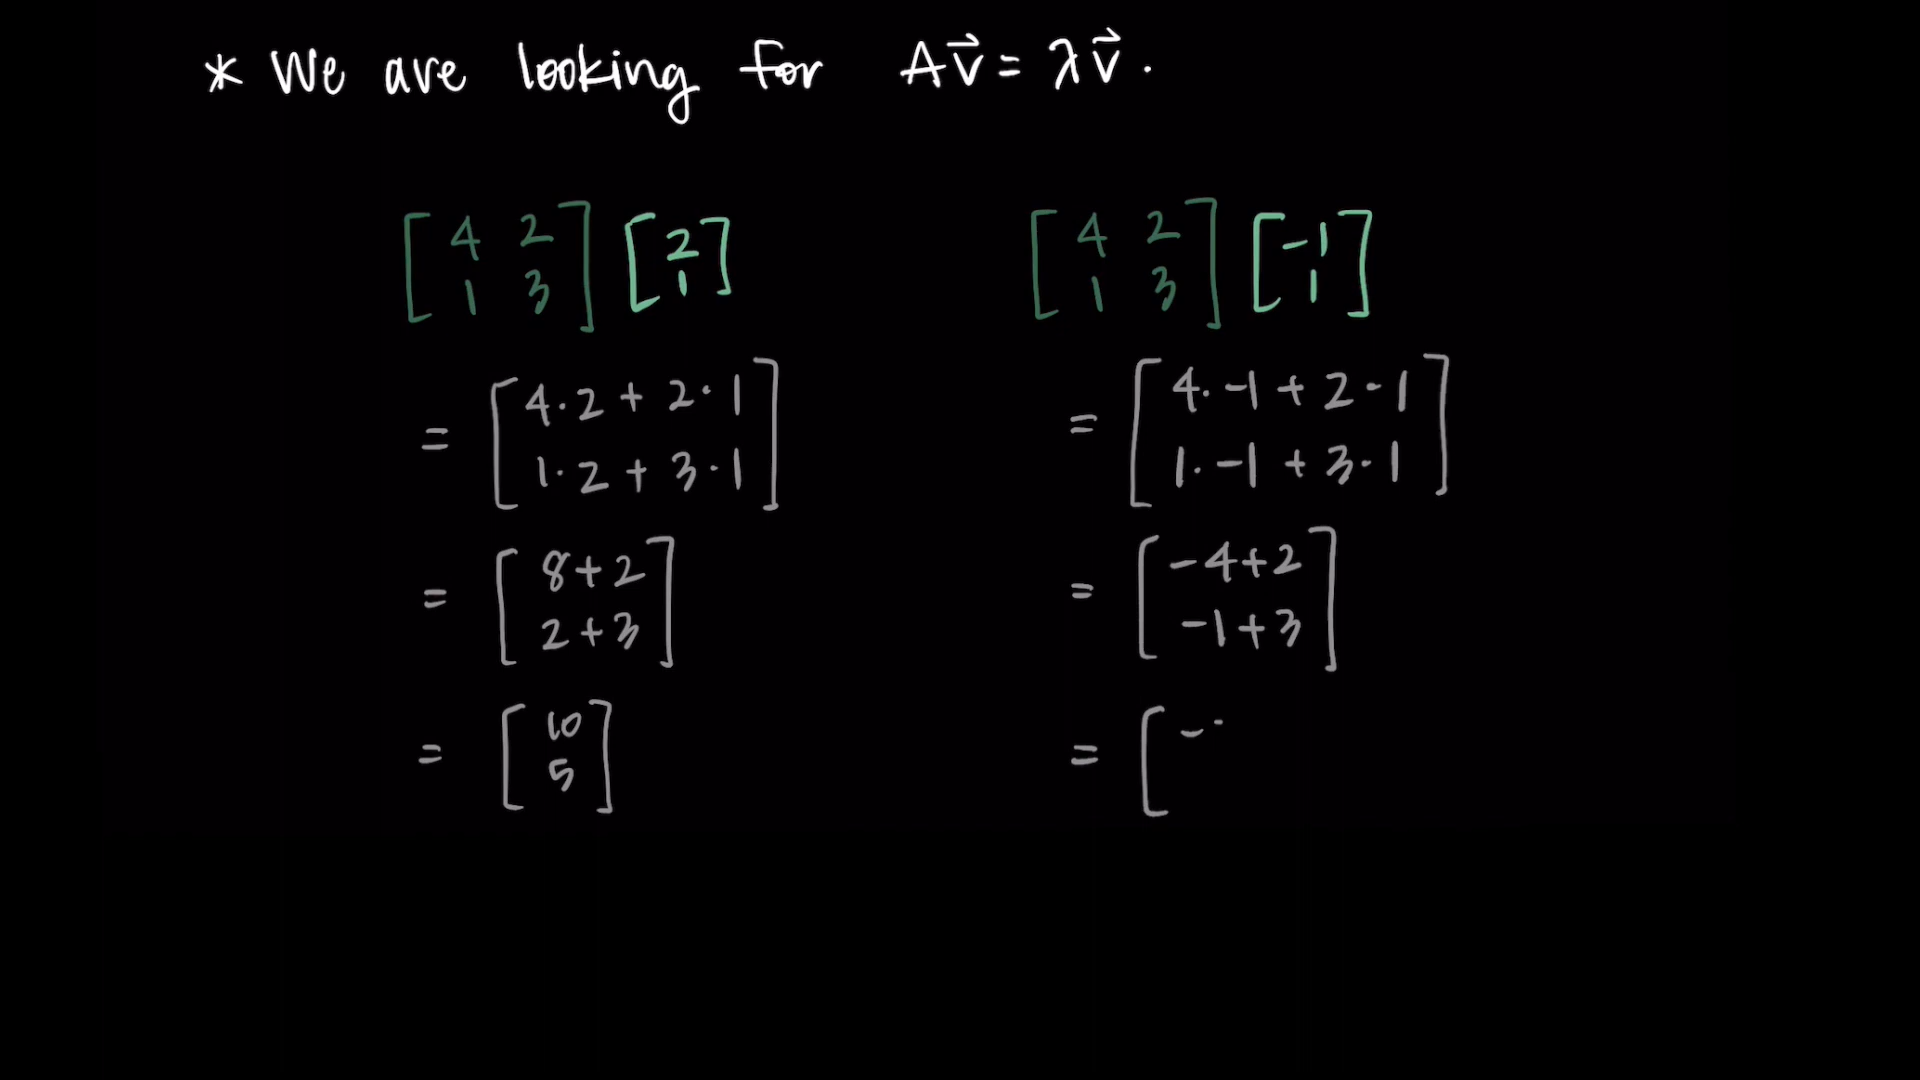 * We are looking for Av⃗ = λv⃗.
[4 2; 1 3] [2; 1]
= [4·2 + 2·1; 1·2 + 3·1]
= [8+2; 2+3]
= [10; 5]
[4 2; 1 3] [-1; 1]
= [4·-1 + 2·1; 1·-1 + 3·1]
= [-4+2; -1+3]
= [-